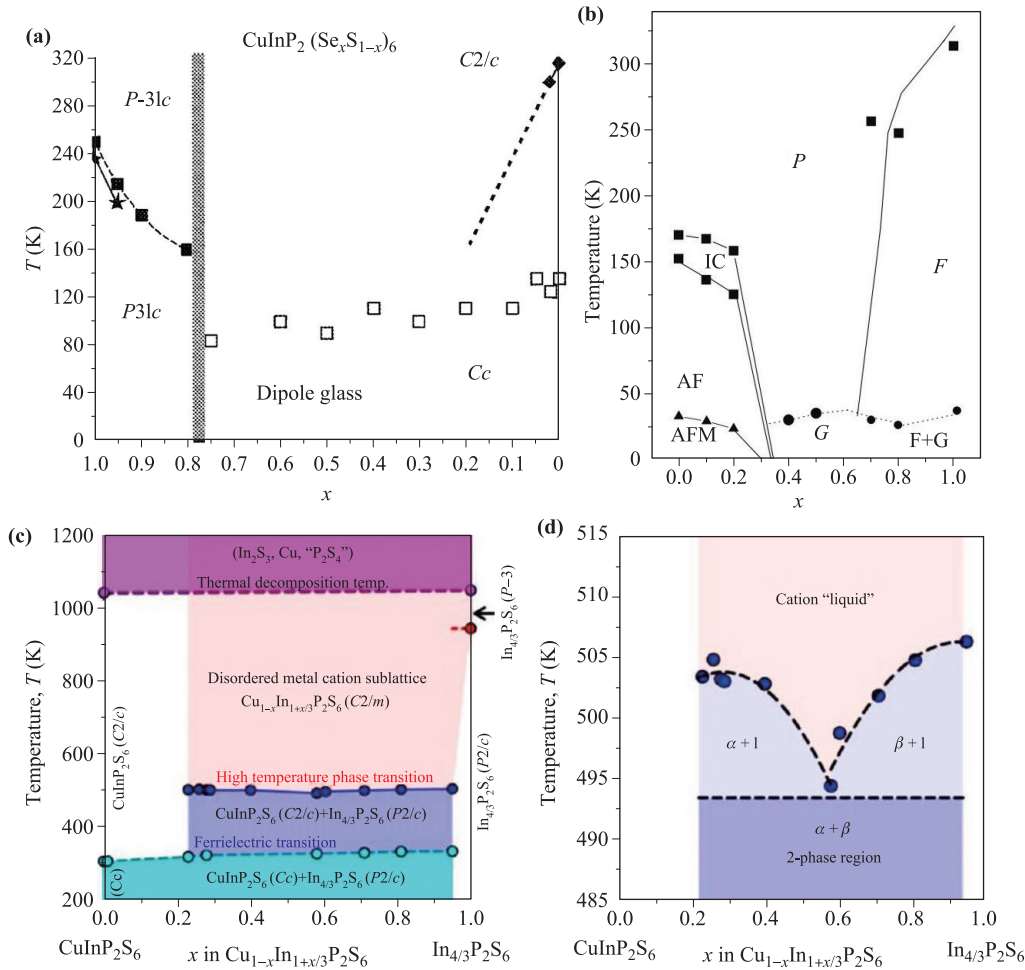 (a)
CuInP2 (SexS1−x)6
T (K)
320
280
240
200
160
120
80
40
0
P-31c
C2/c
P31c
Cc
Dipole glass
1.0 0.9 0.8 0.7 0.6 0.5 0.4 0.3 0.2 0.1 0
x
(b)
Temperature (K)
300
250
200
150
100
50
0
P
IC
F
AF
AFM
G
F+G
0.0 0.2 0.4 0.6 0.8 1.0
x
(c)
Temperature, T (K)
1200
1000
800
600
400
200
(In2S3, Cu, “P2S4”)
Thermal decomposition temp.
Disordered metal cation sublattice
Cu1−xIn1+x/3P2S6 (C2/m)
High temperature phase transition
CuInP2S6 (C2/c)+In4/3P2S6 (P2/c)
Ferrielectric transition
CuInP2S6 (Cc)+In4/3P2S6 (P2/c)
CuInP2S6 (C2/c)
(Cc)
In4/3P2S6 (P−3)
In4/3P2S6 (P2/c)
0.0 0.2 0.4 0.6 0.8 1.0
CuInP2S6 x in Cu1−xIn1+x/3P2S6 In4/3P2S6
(d)
Temperature, T (K)
515
510
505
500
495
490
485
Cation “liquid”
α + 1
β + 1
α + β
2-phase region
0.0 0.2 0.4 0.6 0.8 1.0
CuInP2S6 x in Cu1−xIn1+x/3P2S6 In4/3P2S6